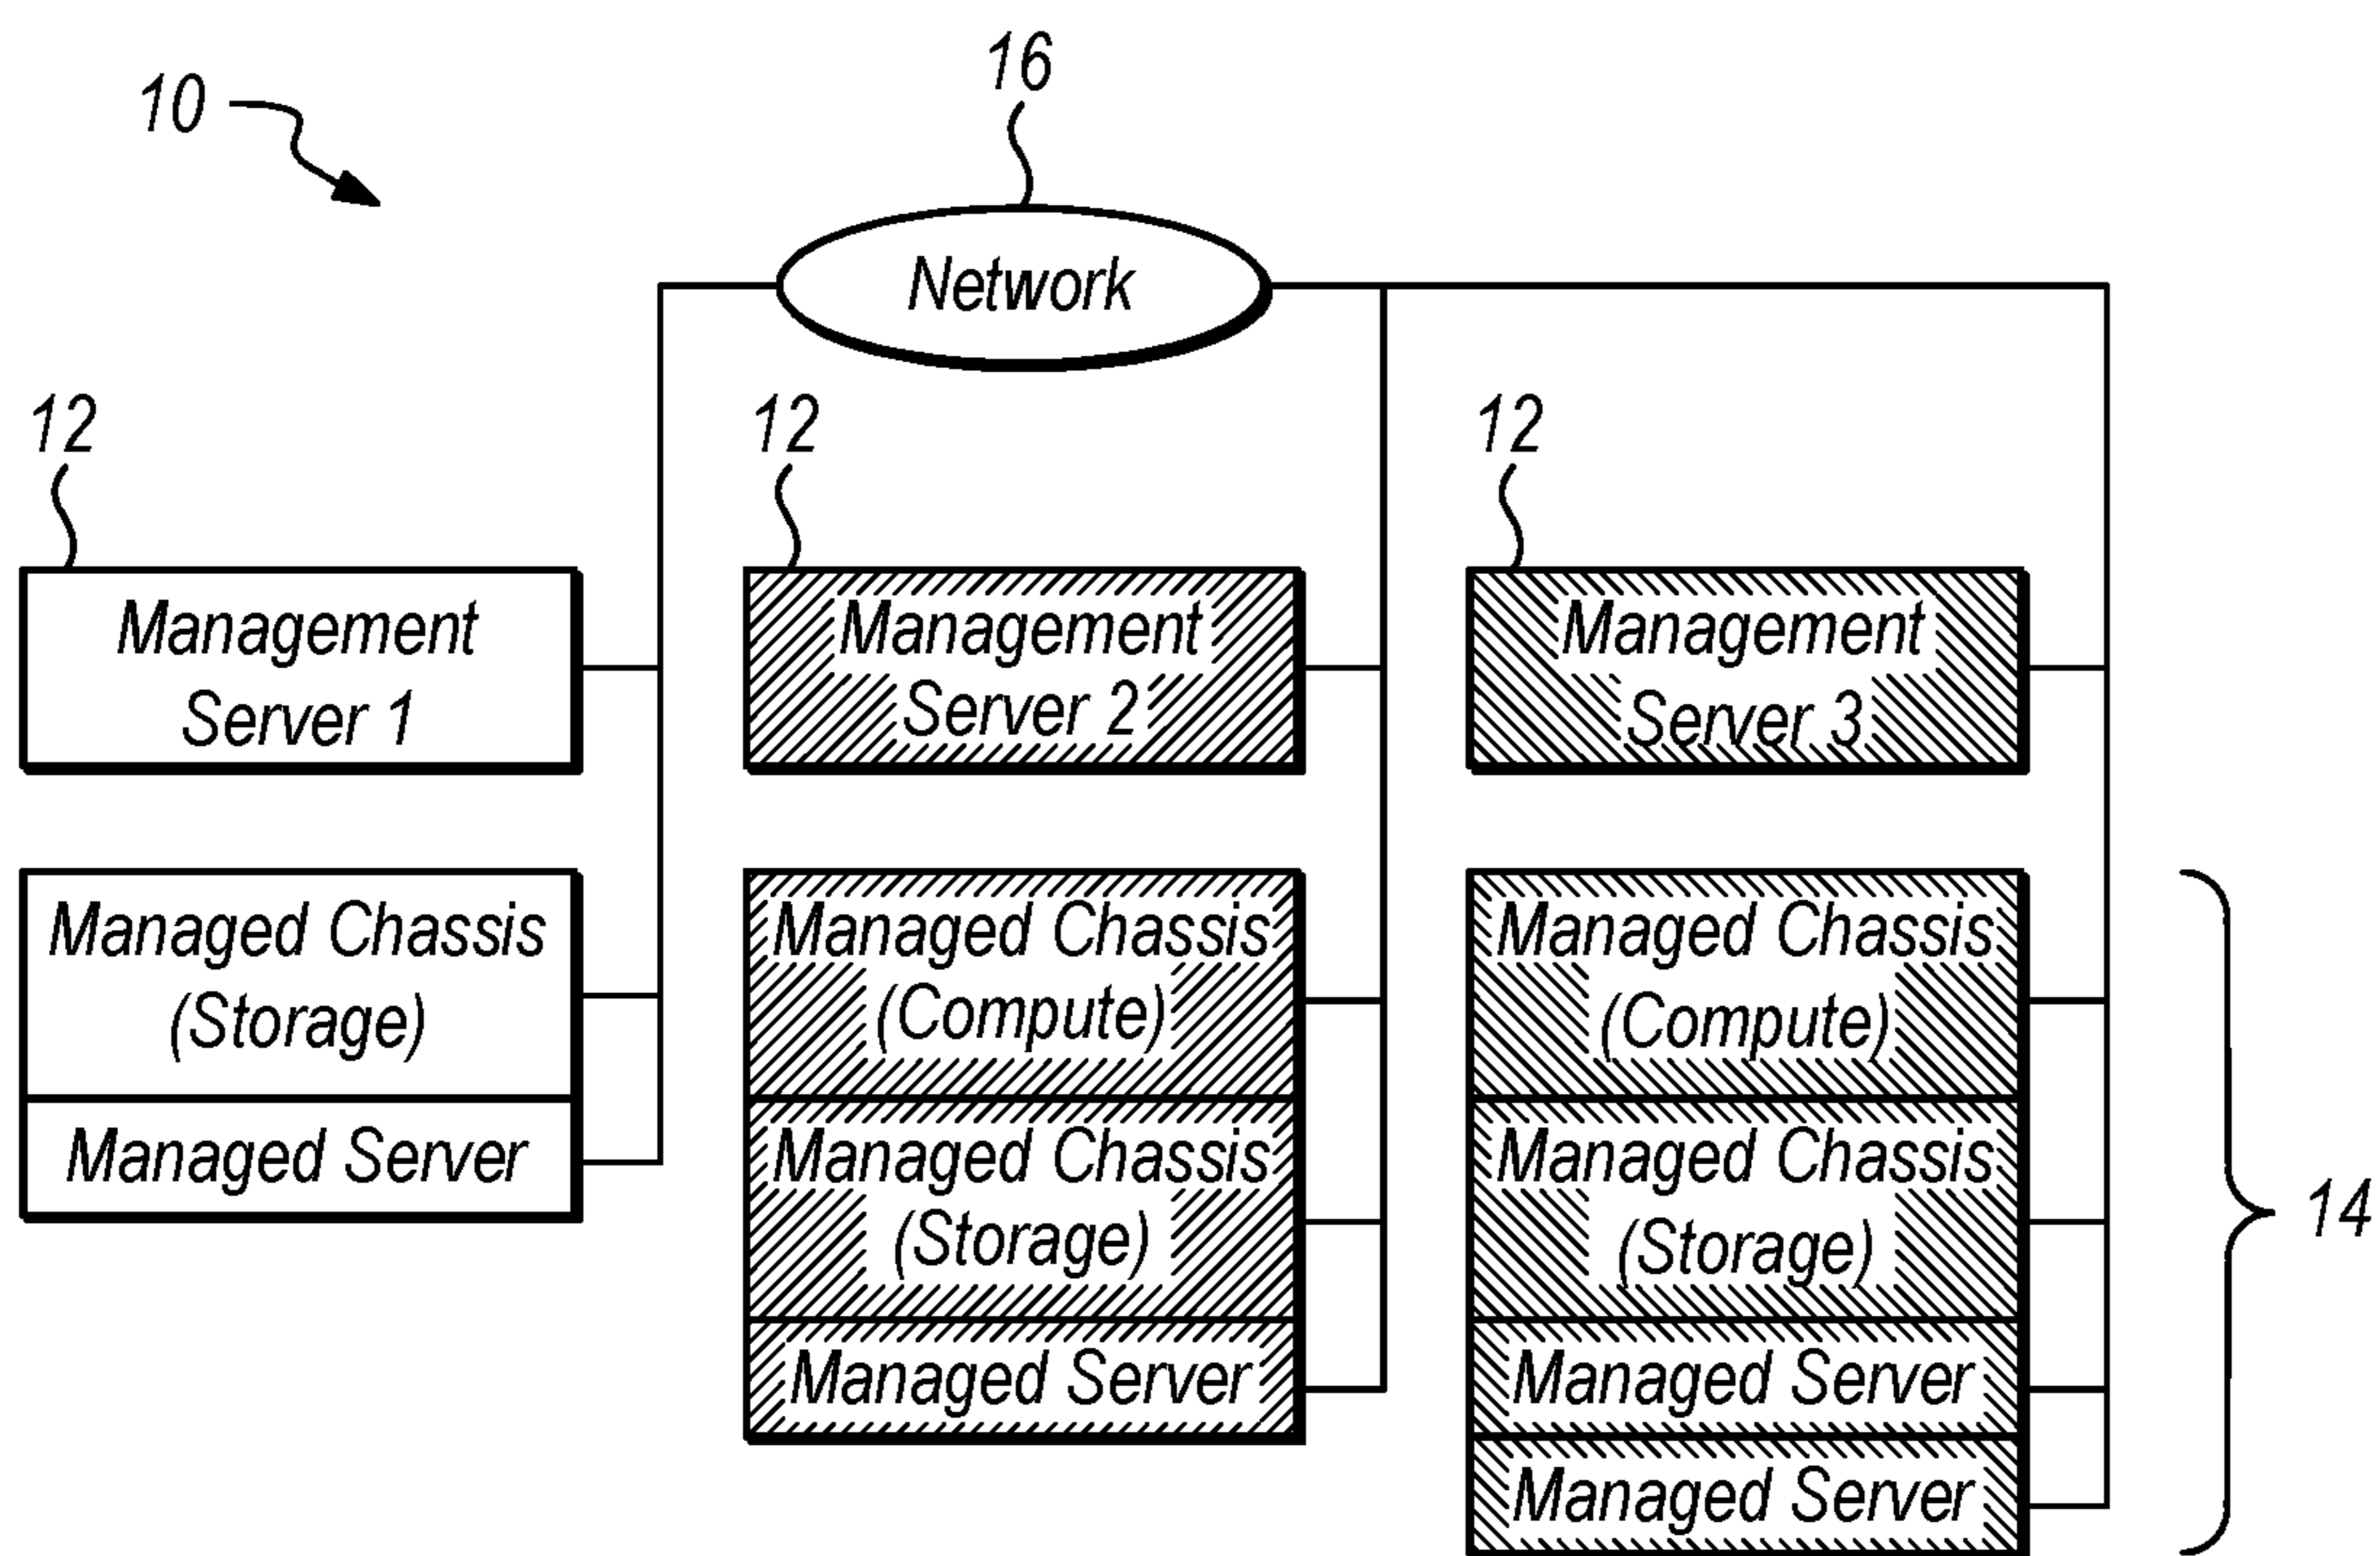 10
16
Network
12
12
12
Management
Server 1
Management
Server 2
Management
Server 3
Managed Chassis
(Storage)
Managed Server
Managed Chassis
(Compute)
Managed Chassis
(Storage)
Managed Server
Managed Chassis
(Compute)
Managed Chassis
(Storage)
Managed Server
Managed Server
14